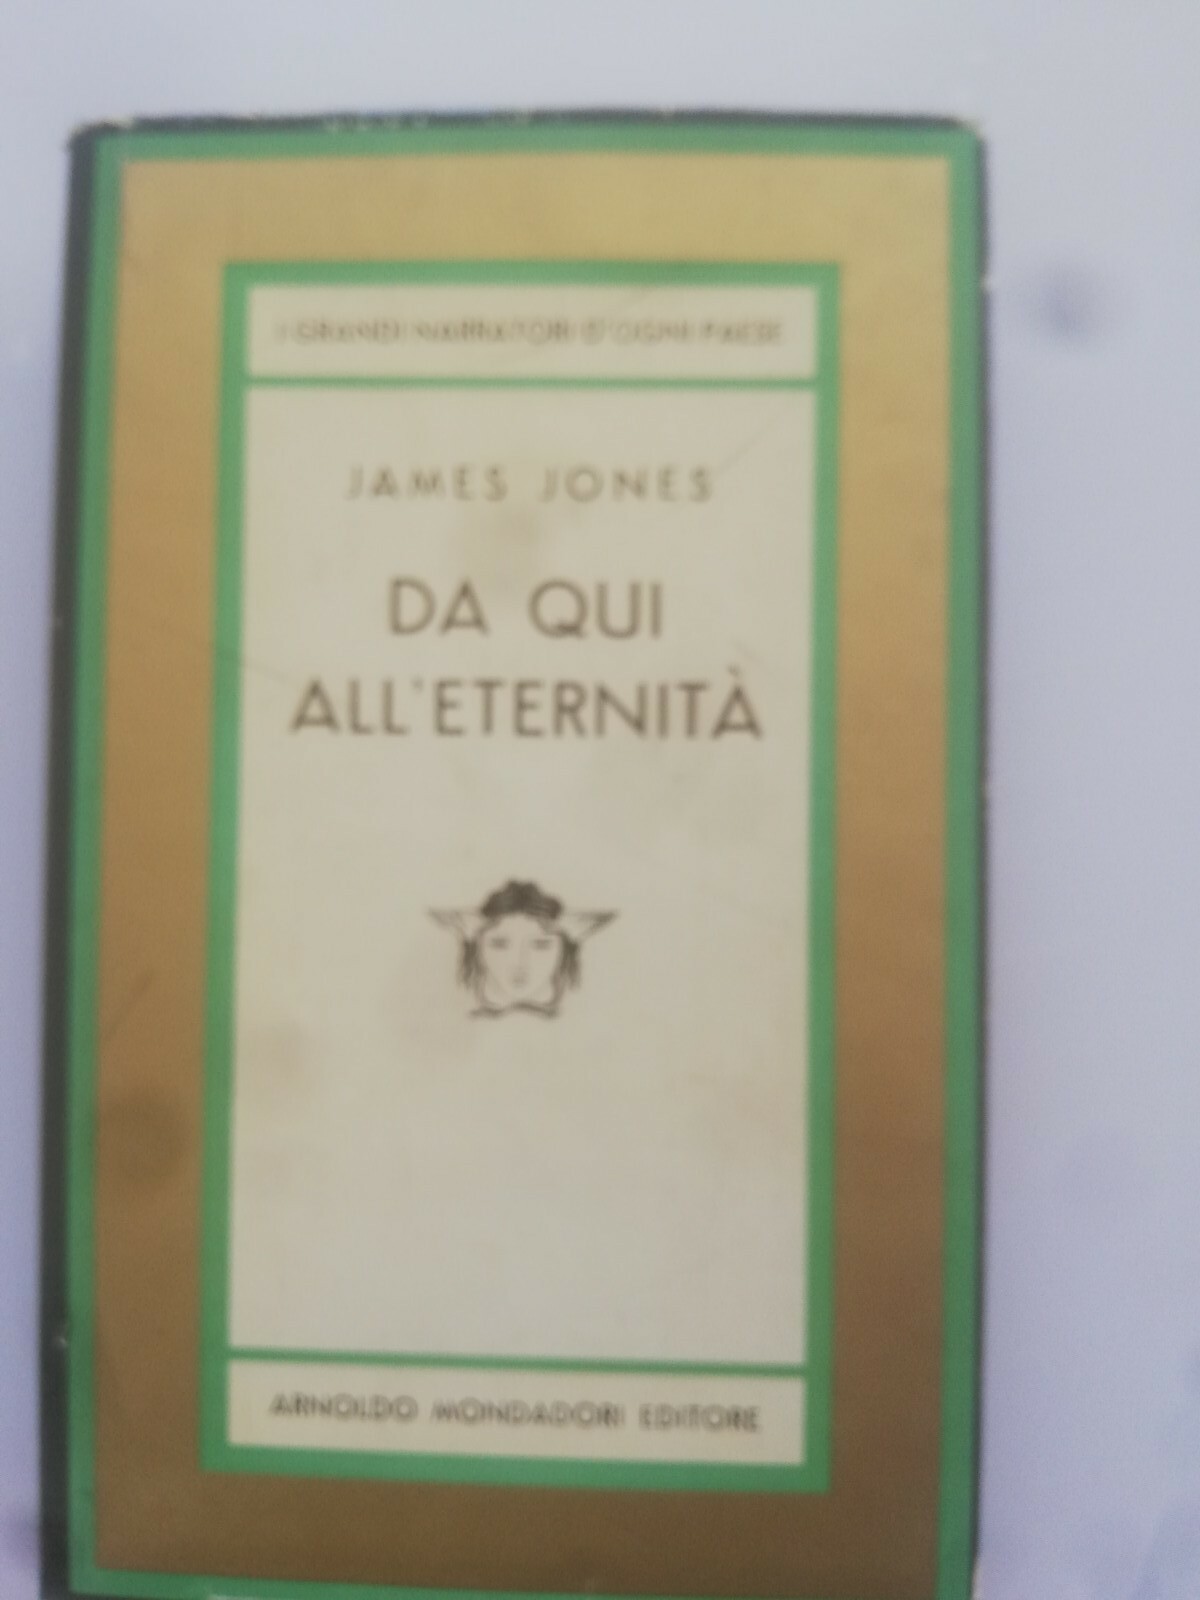 I GRANDI NARRATORI D'OGNI PAESE
JAMES JONES
DA QUI
ALL'ETERNITÀ
ARNOLDO MONDADORI EDITORE